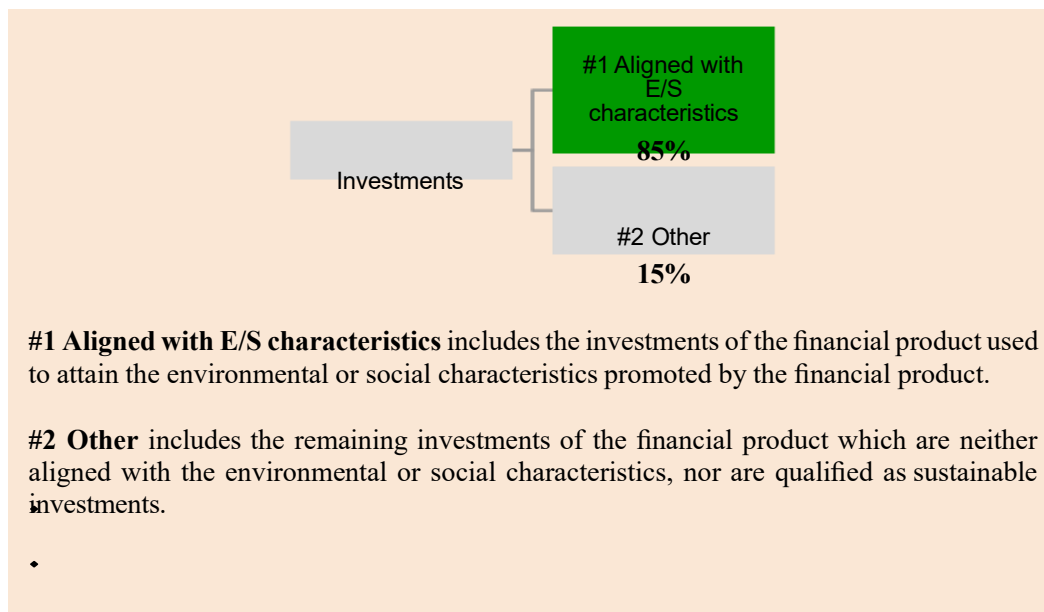 #1 Aligned with
E/S
characteristics
85%
Investments
#2 Other
15%
#1 Aligned with E/S characteristics includes the investments of the financial product used
to attain the environmental or social characteristics promoted by the financial product.
#2 Other includes the remaining investments of the financial product which are neither
aligned with the environmental or social characteristics, nor are qualified as sustainable
investments.